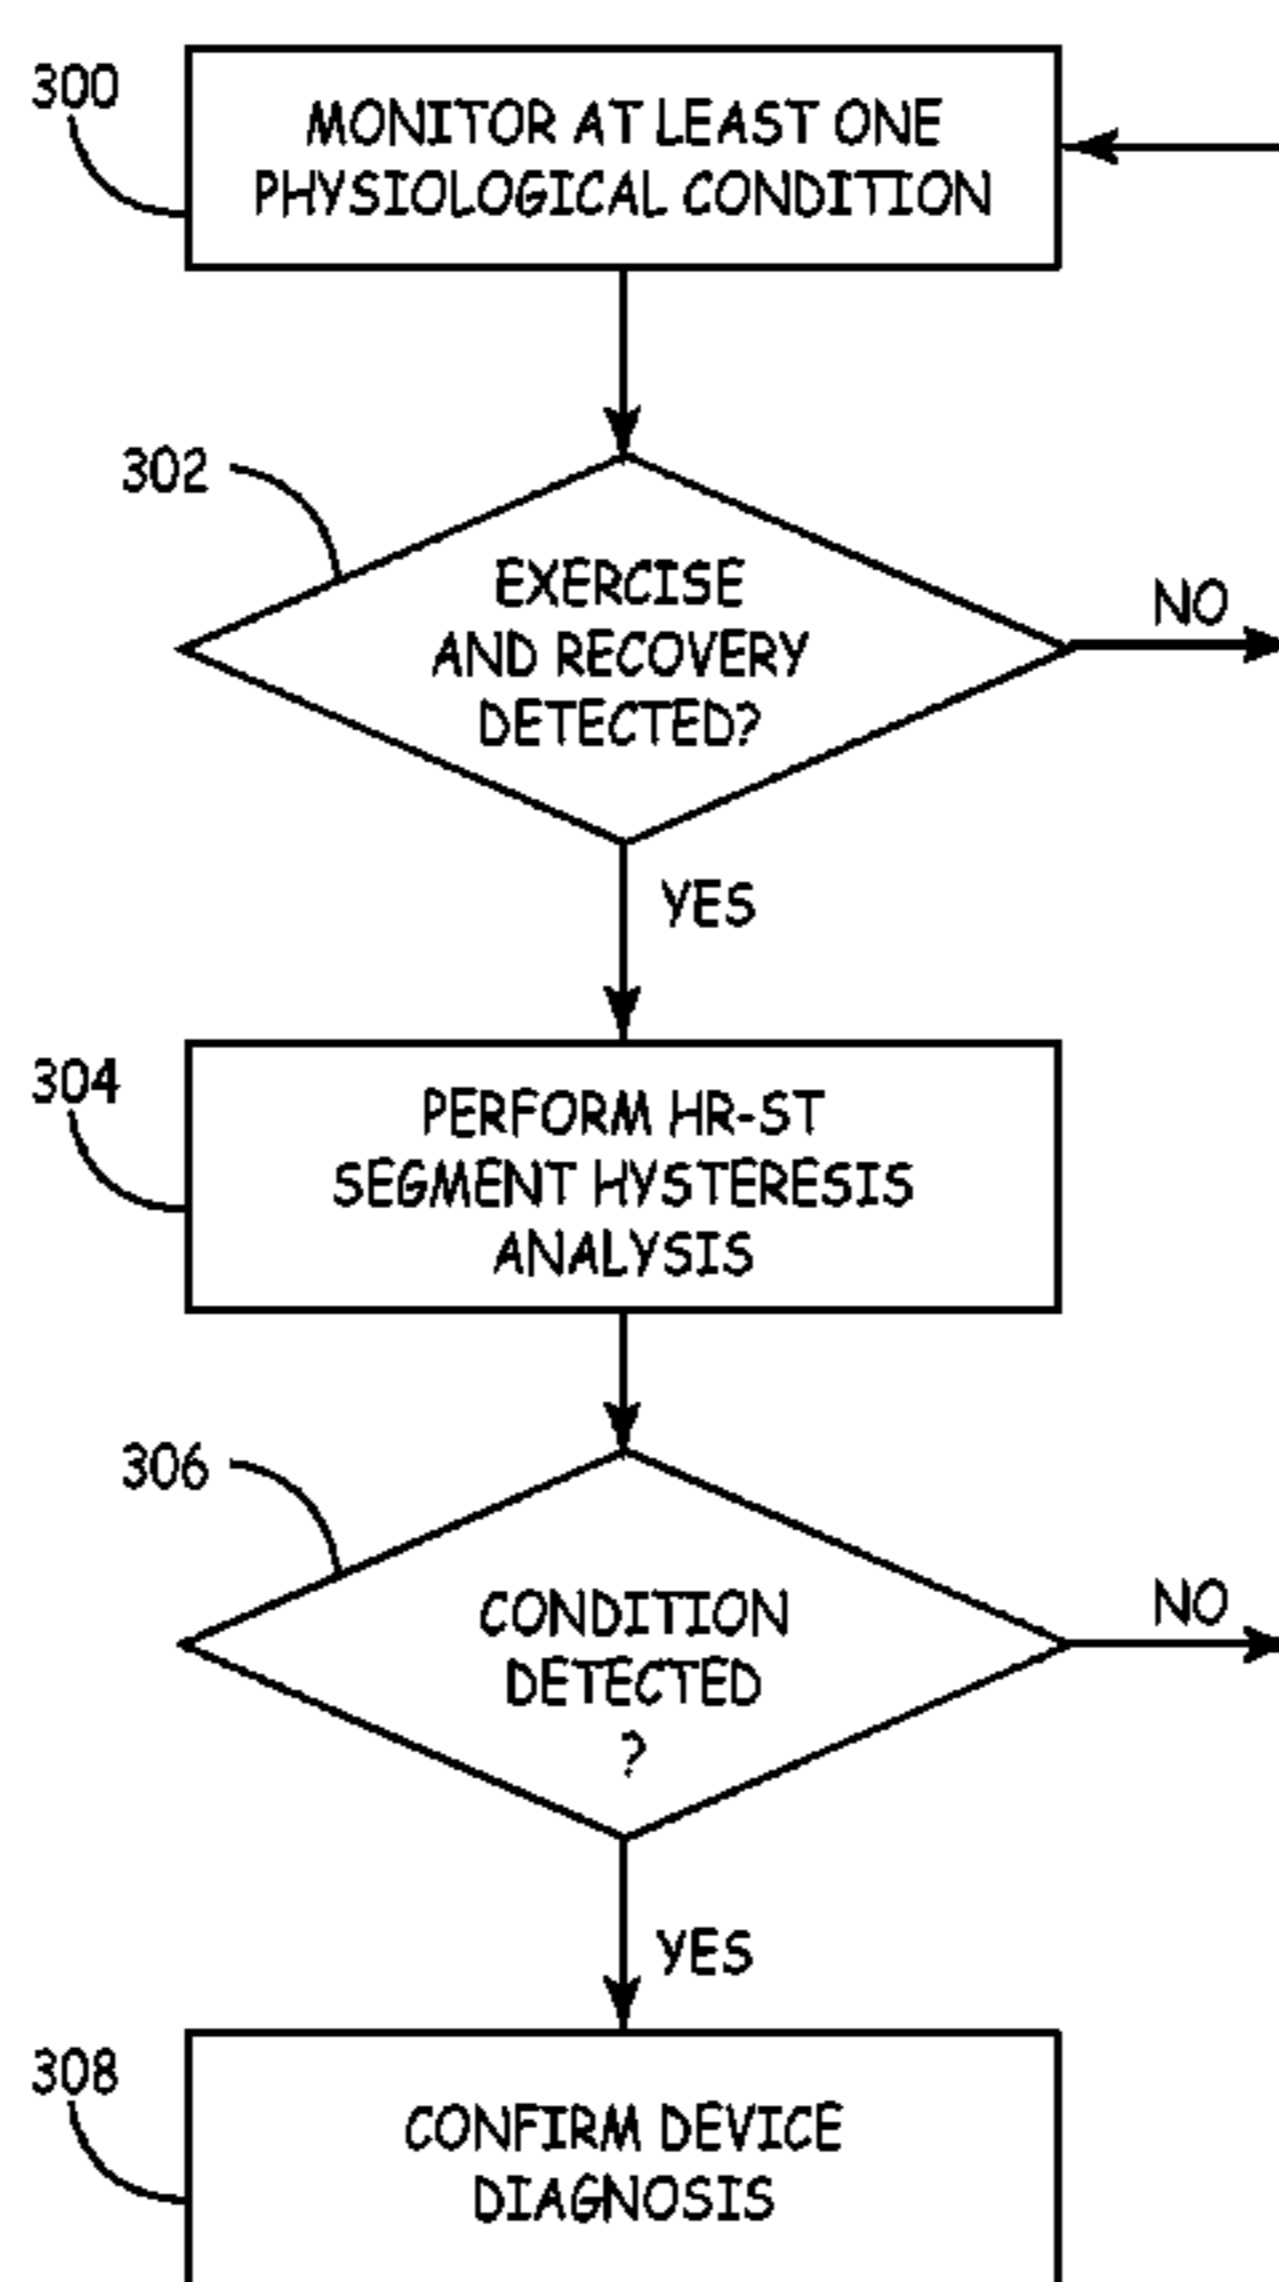 300
MONITOR AT LEAST ONE
PHYSIOLOGICAL CONDITION
302
EXERCISE
AND RECOVERY
DETECTED?
NO
YES
304
PERFORM HR-ST
SEGMENT HYSTERESIS
ANALYSIS
306
CONDITION
DETECTED
?
NO
YES
308
CONFIRM DEVICE
DIAGNOSIS